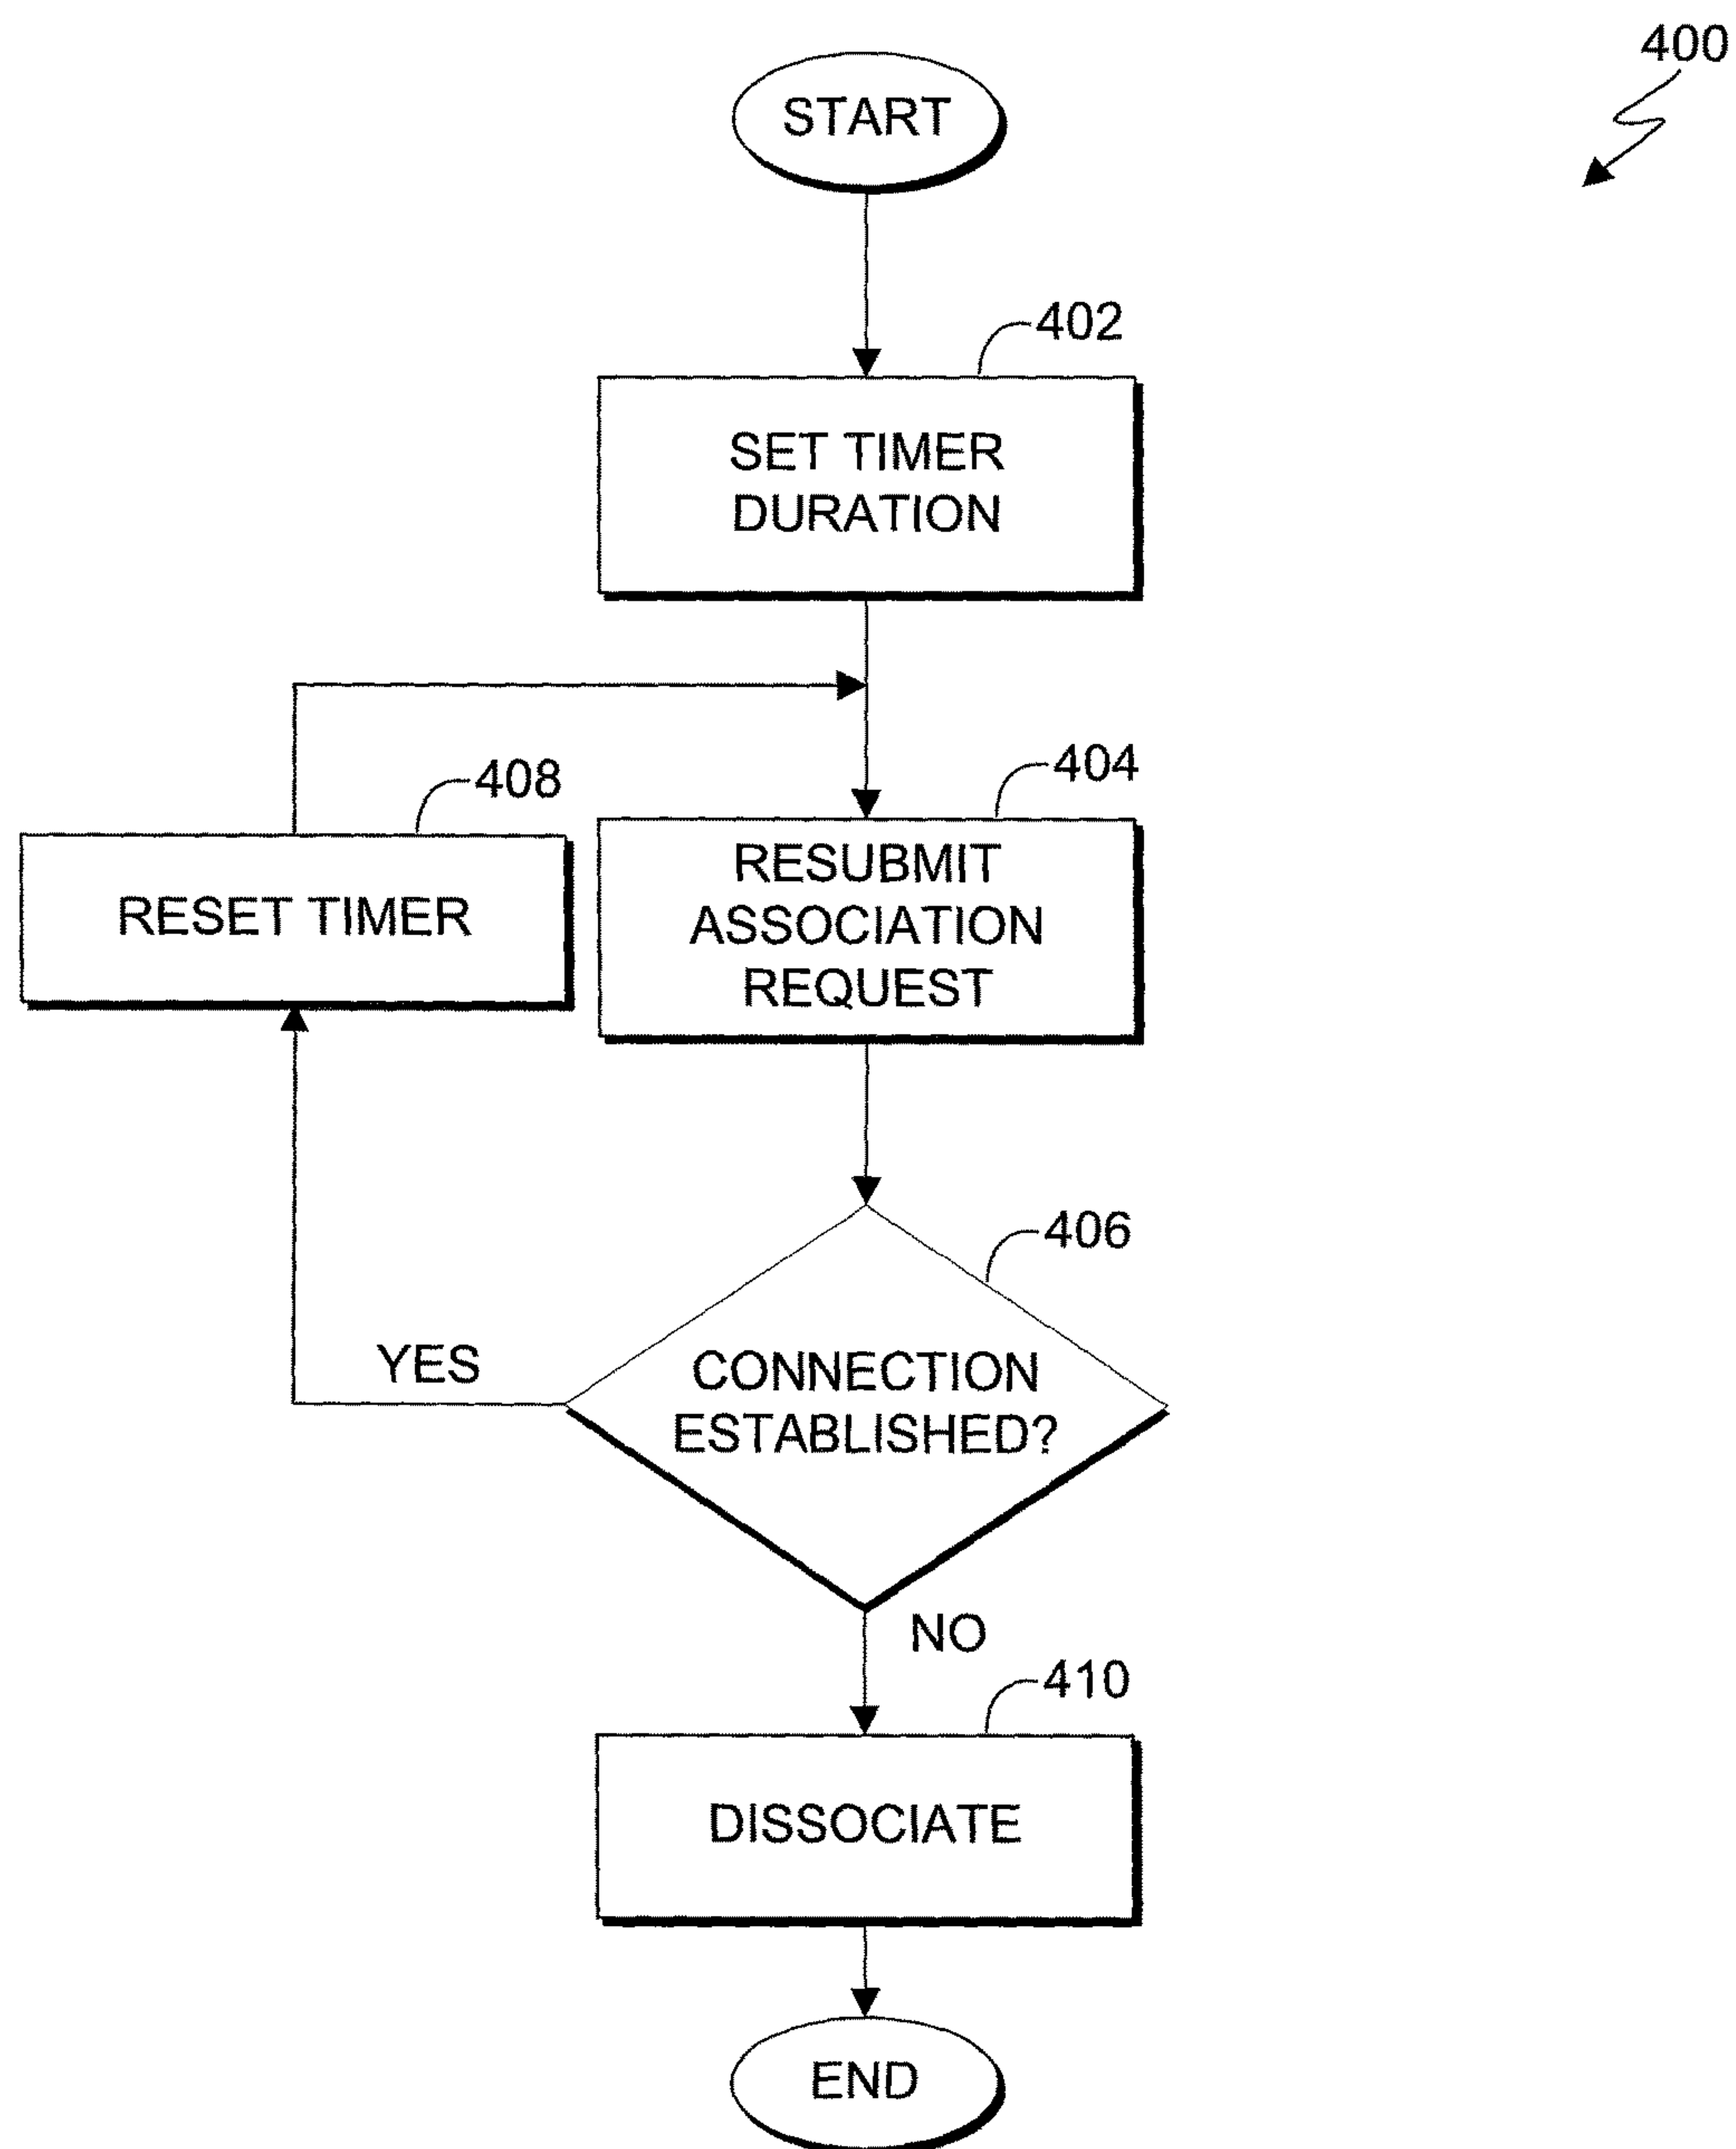 400
START
402
SET TIMER
DURATION
408
404
RESET TIMER
RESUBMIT
ASSOCIATION
REQUEST
406
YES
CONNECTION
ESTABLISHED?
NO
410
DISSOCIATE
END